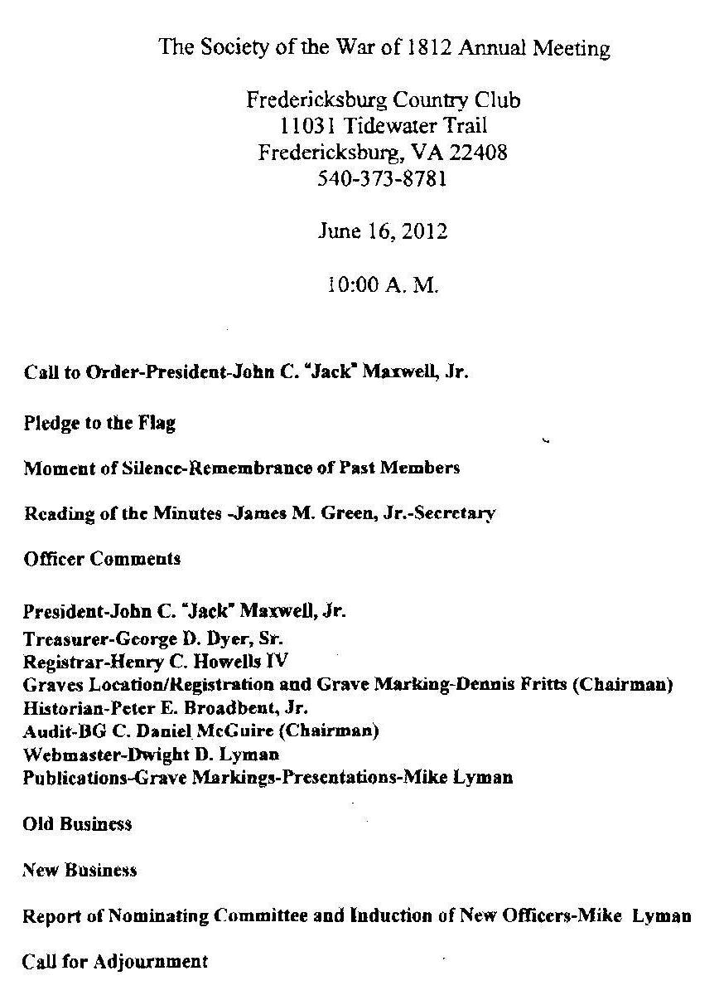 The Society of the War of 1812 Annual Meeting
Fredericksburg Country Club
11031 Tidewater Trail
Fredericksburg, VA 22408
540-373-8781
June 16, 2012
10:00 A. M.
Call to Order-President-John C. "Jack" Maxwell, Jr.
Pledge to the Flag
Moment of Silence-Remembrance of Past Members
Reading of the Minutes -James M. Green, Jr.-Secretary
Officer Comments
President-John C. "Jack" Maxwell, Jr.
Treasurer-George D. Dyer, Sr.
Registrar-Henry C. Howells IV
Graves Location/Registration and Grave Marking-Dennis Fritts (Chairman)
Historian-Peter E. Broadbent, Jr.
Audit-BG C. Daniel McGuire (Chairman)
Webmaster-Dwight D. Lyman
Publications-Grave Markings-Presentations-Mike Lyman
Old Business
New Business
Report of Nominating Committee and Induction of New Officers-Mike Lyman
Call for Adjournment